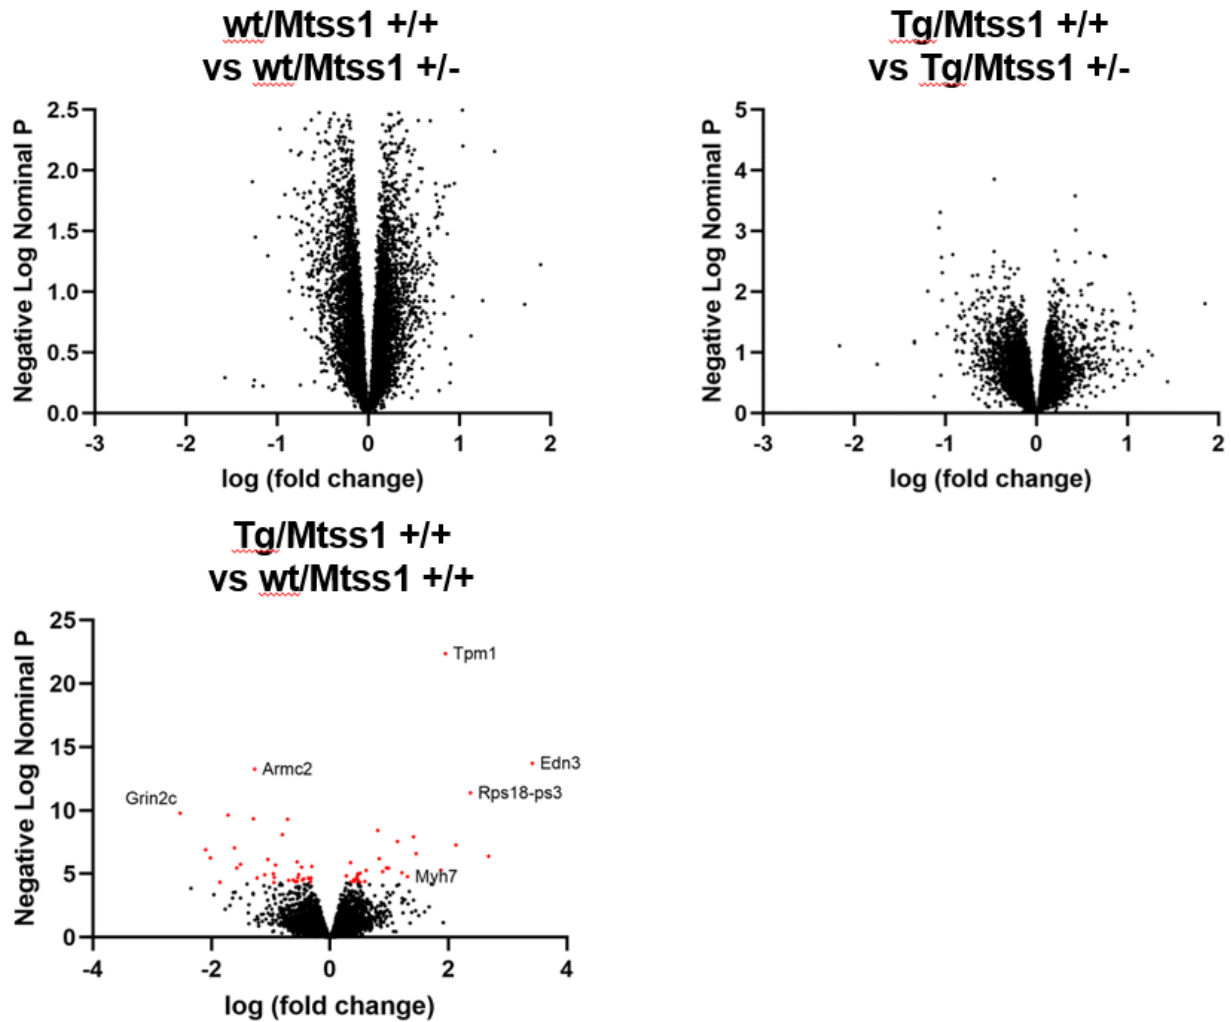 wt/Mtss1 +/+
vs wt/Mtss1 +/-
Negative Log Nominal P
2.5
2.0
1.5
1.0
0.5
0.0
-3 -2 -1 0 1 2
log (fold change)
Tg/Mtss1 +/+
vs Tg/Mtss1 +/-
Negative Log Nominal P
5
4
3
2
1
0
-3 -2 -1 0 1 2
log (fold change)
Tg/Mtss1 +/+
vs wt/Mtss1 +/+
Negative Log Nominal P
25
20
15
10
5
0
Tpm1
Edn3
Armc2
Rps18-ps3
Grin2c
Myh7
-4 -2 0 2 4
log (fold change)